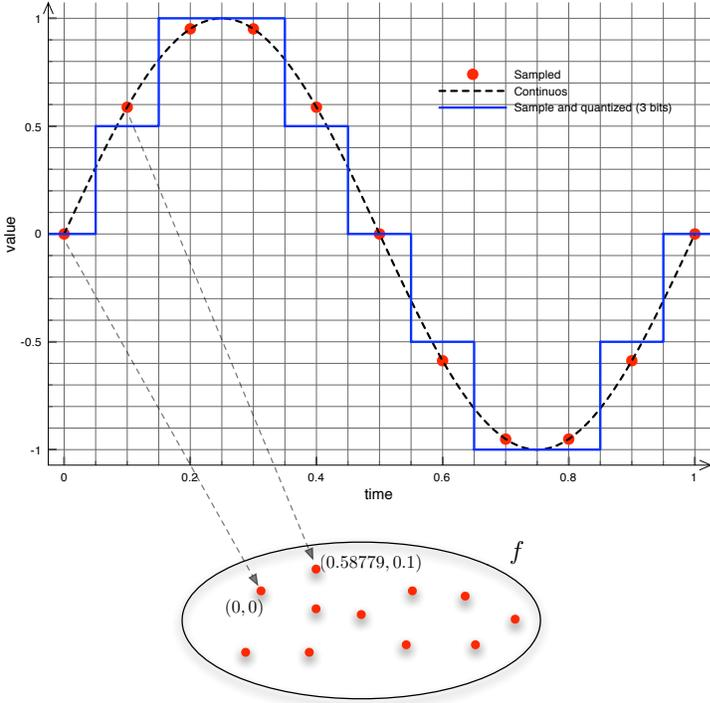 1
0.5
0
-0.5
-1
value
Sampled
Continuos
Sample and quantized (3 bits)
0
0.2
0.4
0.6
0.8
1
time
f
(0.58779, 0.1)
(0, 0)